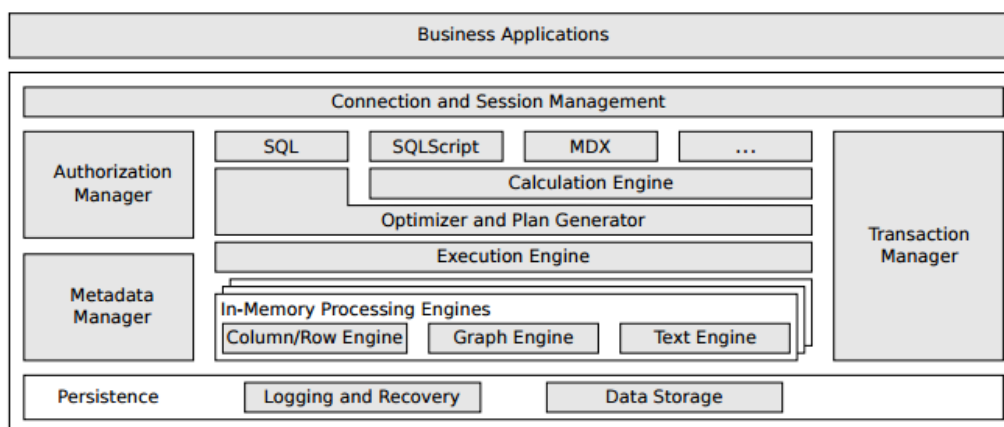 Business Applications
Connection and Session Management
Authorization
Manager
SQL
SQLScript
MDX
...
Calculation Engine
Optimizer and Plan Generator
Execution Engine
Transaction
Manager
Metadata
Manager
In-Memory Processing Engines
Column/Row Engine
Graph Engine
Text Engine
Persistence
Logging and Recovery
Data Storage